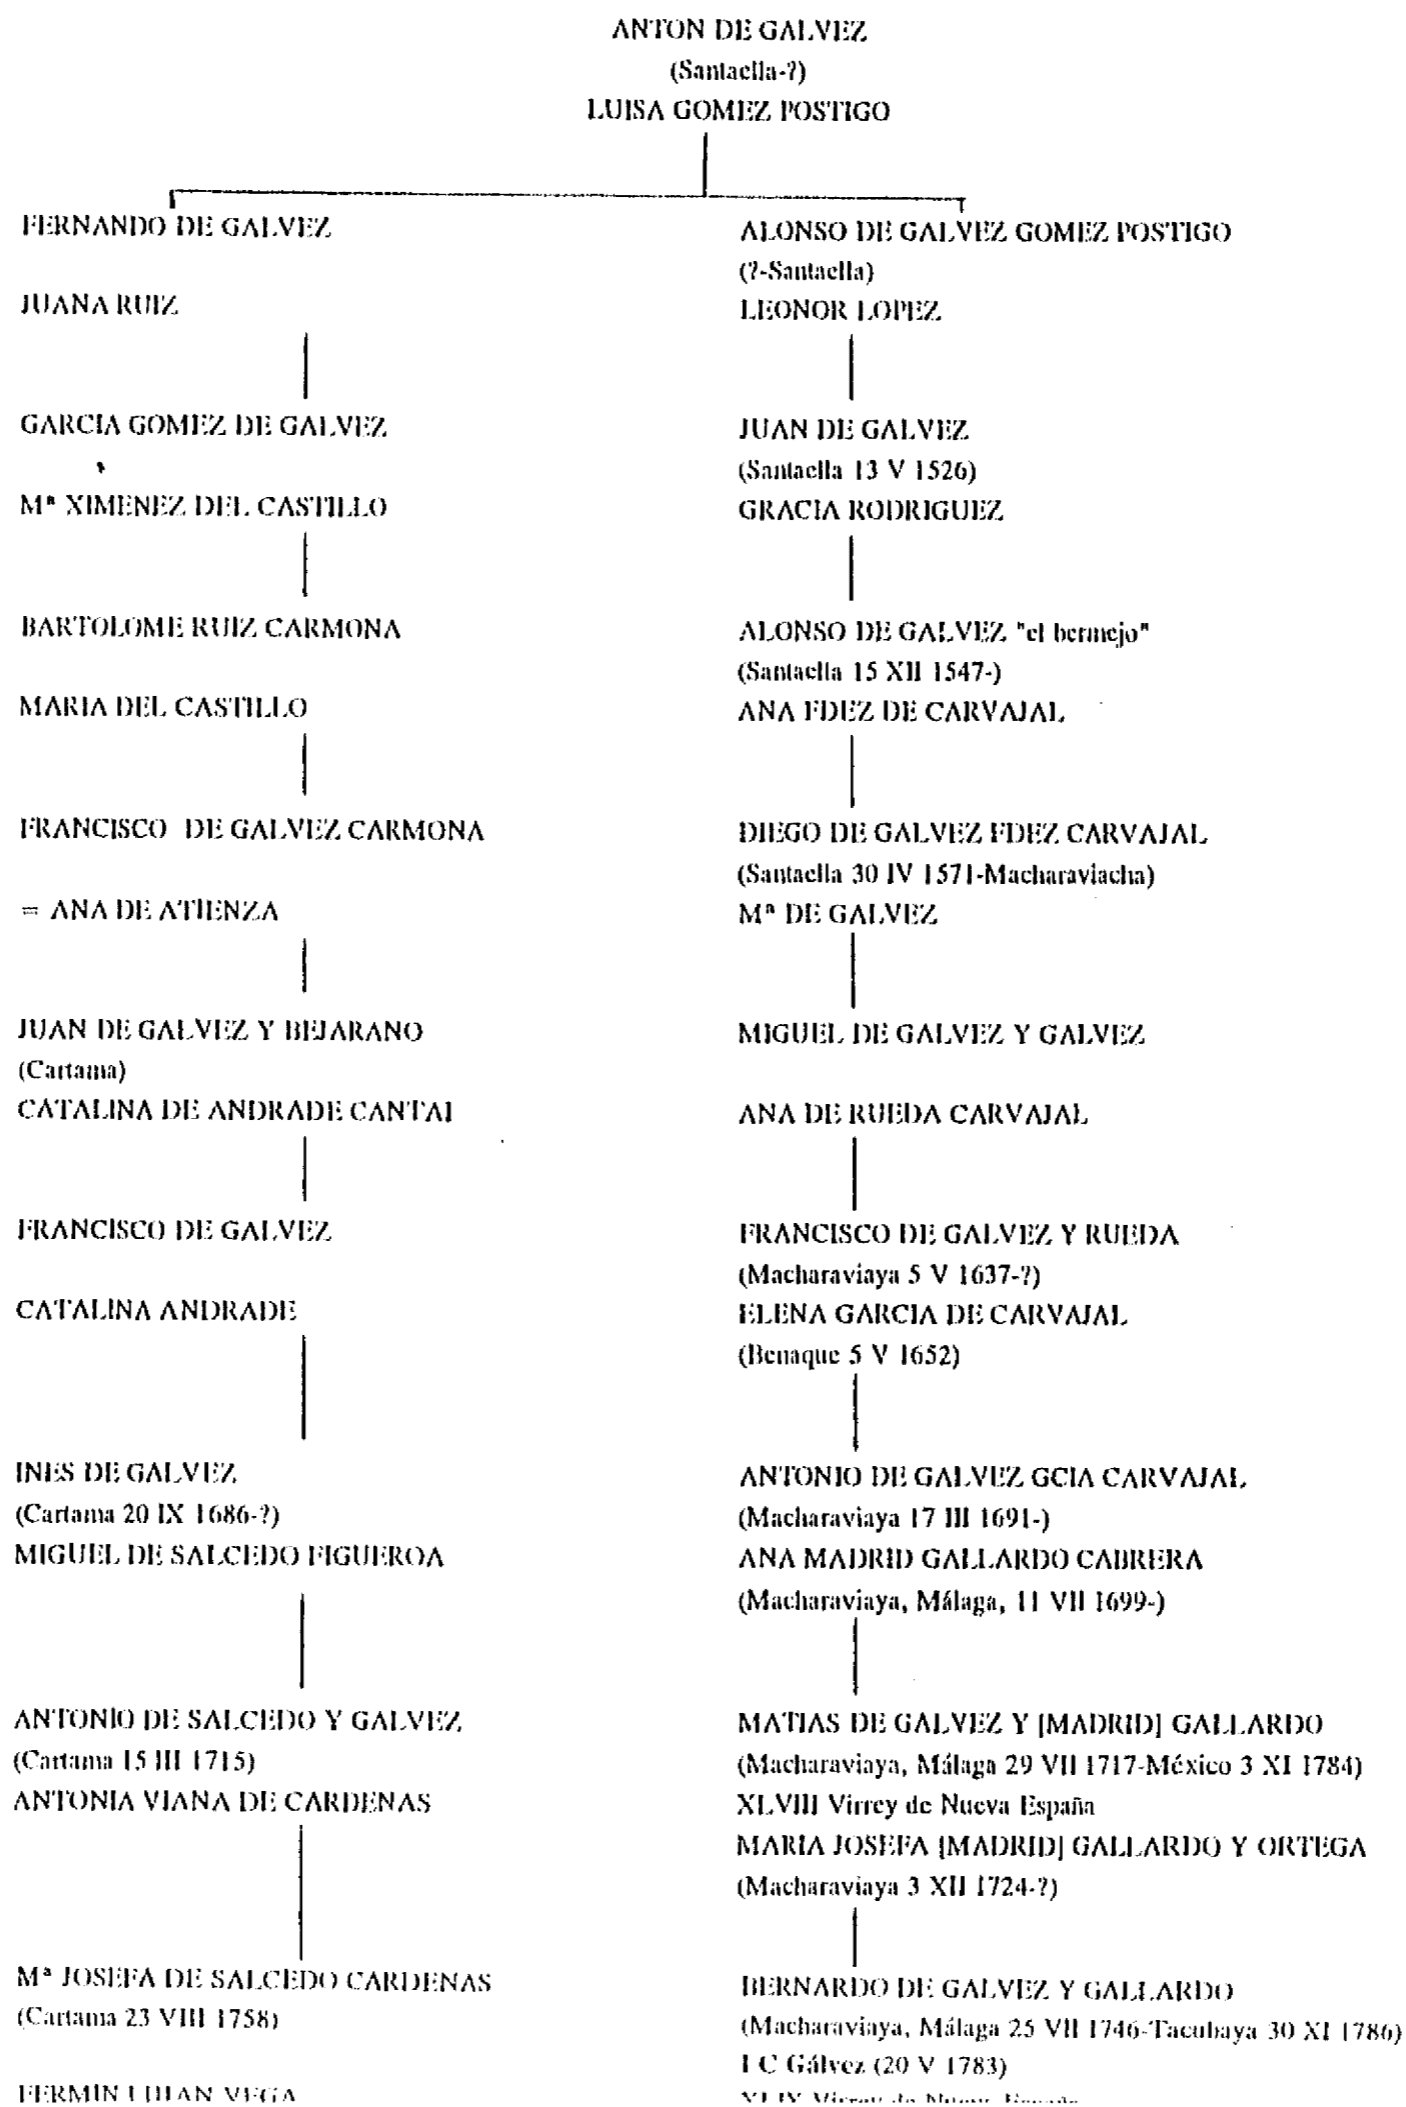 ANTON DE GALVEZ
(Santaella-?)
LUISA GOMEZ POSTIGO
FERNANDO DE GALVEZ
JUANA RUIZ
GARCIA GOMEZ DE GALVEZ
Mª XIMENEZ DEL CASTILLO
BARTOLOME RUIZ CARMONA
MARIA DEL CASTILLO
FRANCISCO DE GALVEZ CARMONA
= ANA DE ATIENZA
JUAN DE GALVEZ Y BEJARANO
(Cartama)
CATALINA DE ANDRADE CANTAI
FRANCISCO DE GALVEZ
CATALINA ANDRADE
INES DE GALVEZ
(Cartama 20 IX 1686-?)
MIGUEL DE SALCEDO FIGUEROA
ANTONIO DE SALCEDO Y GALVEZ
(Cartama 15 III 1715)
ANTONIA VIANA DE CARDENAS
Mª JOSEFA DE SALCEDO CARDENAS
(Cartama 23 VIII 1758)
FERMIN VEGA
ALONSO DE GALVEZ GOMEZ POSTIGO
(?-Santaella)
LEONOR LOPEZ
JUAN DE GALVEZ
(Santaella 13 V 1526)
GRACIA RODRIGUEZ
ALONSO DE GALVEZ "el bermejo"
(Santaella 15 XII 1547-)
ANA FDEZ DE CARVAJAL
DIEGO DE GALVEZ FDEZ CARVAJAL
(Santaella 30 IV 1571-Macharaviacha)
Mª DE GALVEZ
MIGUEL DE GALVEZ Y GALVEZ
ANA DE RUEDA CARVAJAL
FRANCISCO DE GALVEZ Y RUEDA
(Macharaviaya 5 V 1637-?)
ELENA GARCIA DE CARVAJAL
(Benaque 5 V 1652)
ANTONIO DE GALVEZ GCIA CARVAJAL
(Macharaviaya 17 III 1691-)
ANA MADRID GALLARDO CABRERA
(Macharaviaya, Málaga, 11 VII 1699-)
MATIAS DE GALVEZ Y [MADRID] GALLARDO
(Macharaviaya, Málaga 29 VII 1717-México 3 XI 1784)
XLVIII Virrey de Nueva España
MARIA JOSEFA [MADRID] GALLARDO Y ORTEGA
(Macharaviaya 3 XII 1724-?)
BERNARDO DE GALVEZ Y GALLARDO
(Macharaviaya, Málaga 25 VII 1746-Tacubaya 30 XI 1786)
I C Gálvez (20 V 1783)
XLIX Virrey de Nueva España